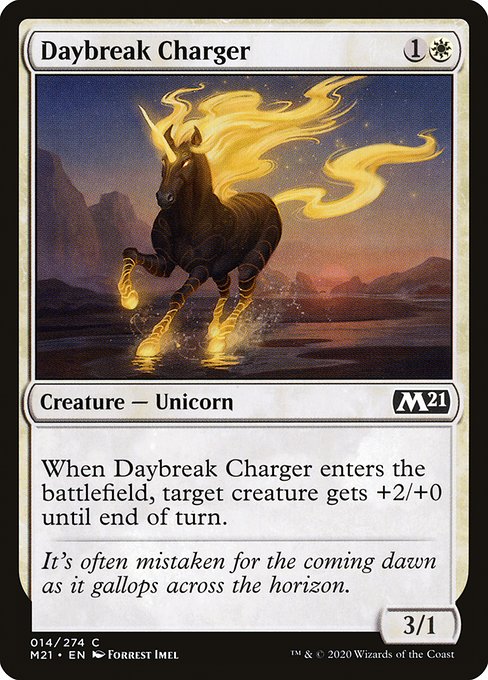 Daybreak Charger 1
Creature — Unicorn M21
When Daybreak Charger enters the
battlefield, target creature gets +2/+0
until end of turn.
It's often mistaken for the coming dawn
as it gallops across the horizon.
3/1
014/274 C
M21 • EN Forrest Imel ™ & © 2020 Wizards of the Coast